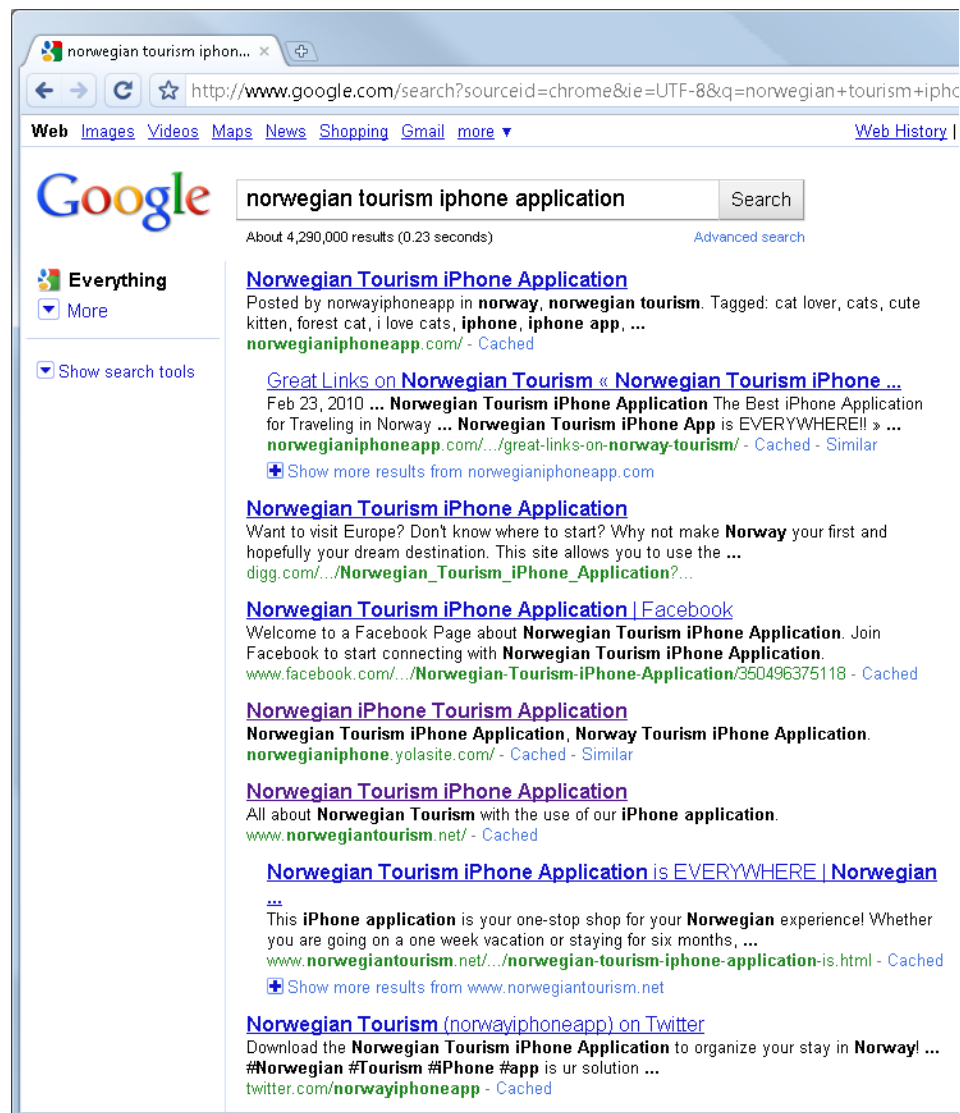 norwegian tourism iphon...
http://www.google.com/search?sourceid=chrome&ie=UTF-8&q=norwegian+tourism+ipho
Web Images Videos Maps News Shopping Gmail more ▼ Web History |
Google
norwegian tourism iphone application Search
About 4,290,000 results (0.23 seconds) Advanced search
Everything
More
Show search tools
Norwegian Tourism iPhone Application
Posted by norwayiphoneapp in norway, norwegian tourism. Tagged: cat lover, cats, cute
kitten, forest cat, i love cats, iphone, iphone app, ...
norwegianiphoneapp.com/ - Cached
Great Links on Norwegian Tourism « Norwegian Tourism iPhone ...
Feb 23, 2010 ... Norwegian Tourism iPhone Application The Best iPhone Application
for Traveling in Norway ... Norwegian Tourism iPhone App is EVERYWHERE!! » ...
norwegianiphoneapp.com/.../great-links-on-norway-tourism/ - Cached - Similar
Show more results from norwegianiphoneapp.com
Norwegian Tourism iPhone Application
Want to visit Europe? Don't know where to start? Why not make Norway your first and
hopefully your dream destination. This site allows you to use the ...
digg.com/.../Norwegian_Tourism_iPhone_Application?...
Norwegian Tourism iPhone Application | Facebook
Welcome to a Facebook Page about Norwegian Tourism iPhone Application. Join
Facebook to start connecting with Norwegian Tourism iPhone Application.
www.facebook.com/.../Norwegian-Tourism-iPhone-Application/350496375118 - Cached
Norwegian iPhone Tourism Application
Norwegian Tourism iPhone Application, Norway Tourism iPhone Application.
norwegianiphone.yolasite.com/ - Cached - Similar
Norwegian Tourism iPhone Application
All about Norwegian Tourism with the use of our iPhone application.
www.norwegiantourism.net/ - Cached
Norwegian Tourism iPhone Application is EVERYWHERE | Norwegian
...
This iPhone application is your one-stop shop for your Norwegian experience! Whether
you are going on a one week vacation or staying for six months, ...
www.norwegiantourism.net/.../norwegian-tourism-iphone-application-is.html - Cached
Show more results from www.norwegiantourism.net
Norwegian Tourism (norwayiphoneapp) on Twitter
Download the Norwegian Tourism iPhone Application to organize your stay in Norway! ...
#Norwegian #Tourism #iPhone #app is ur solution ...
twitter.com/norwayiphoneapp - Cached